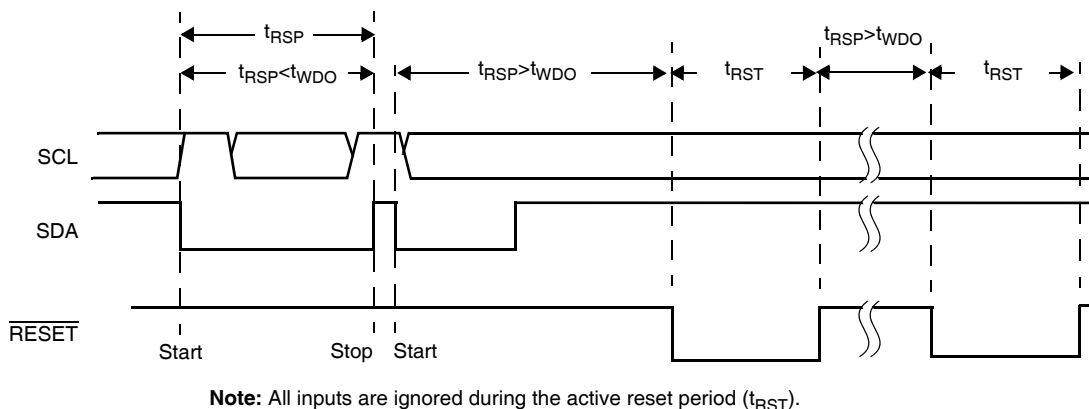 tRSP
tRSP<tWDO
tRSP>tWDO
tRST
tRSP>tWDO
tRST
SCL
SDA
RESET
Start
Stop
Start
Note: All inputs are ignored during the active reset period (tRST).